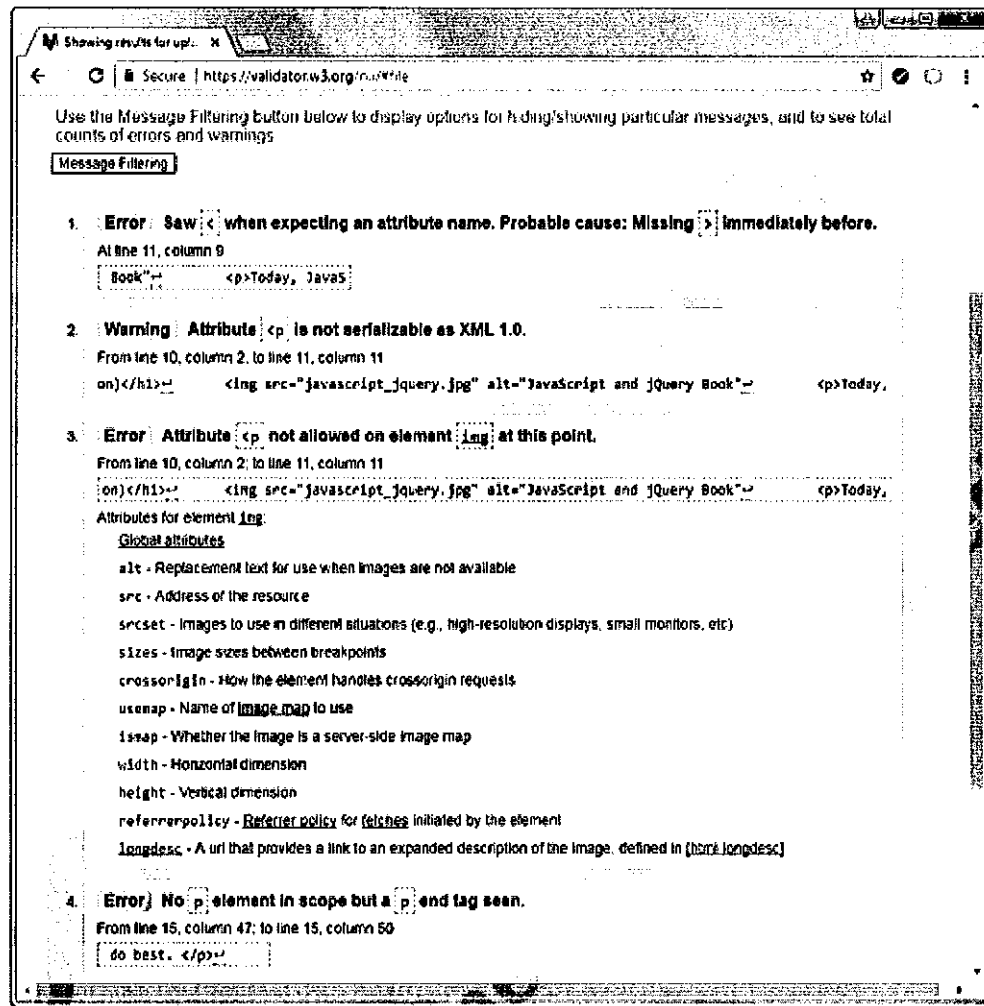 Showing results for upl...
Secure | https://validator.w3.org/nu/#file
Use the Message Filtering button below to display options for hiding/showing particular messages, and to see total
counts of errors and warnings
Message Filtering
1. Error Saw < when expecting an attribute name. Probable cause: Missing > immediately before.
At line 11, column 9
Book"↩ <p>Today, JavaS
2. Warning Attribute <p is not serializable as XML 1.0.
From line 10, column 2, to line 11, column 11
on)</h1>↩ <img src="javascript_jquery.jpg" alt="JavaScript and jQuery Book"↩ <p>Today,
3. Error Attribute <p not allowed on element img at this point.
From line 10, column 2; to line 11, column 11
on)</h1>↩ <img src="javascript_jquery.jpg" alt="JavaScript and jQuery Book"↩ <p>Today,
Attributes for element img:
Global attributes
alt - Replacement text for use when images are not available
src - Address of the resource
srcset - Images to use in different situations (e.g., high-resolution displays, small monitors, etc)
sizes - Image sizes between breakpoints
crossorigin - How the element handles crossorigin requests
usemap - Name of image map to use
ismap - Whether the image is a server-side image map
width - Horizontal dimension
height - Vertical dimension
referrerpolicy - Referrer policy for fetches initiated by the element
longdesc - A url that provides a link to an expanded description of the image, defined in [html longdesc]
4. Error No p element in scope but a p end tag seen.
From line 15, column 47; to line 15, column 50
do best. </p>↩